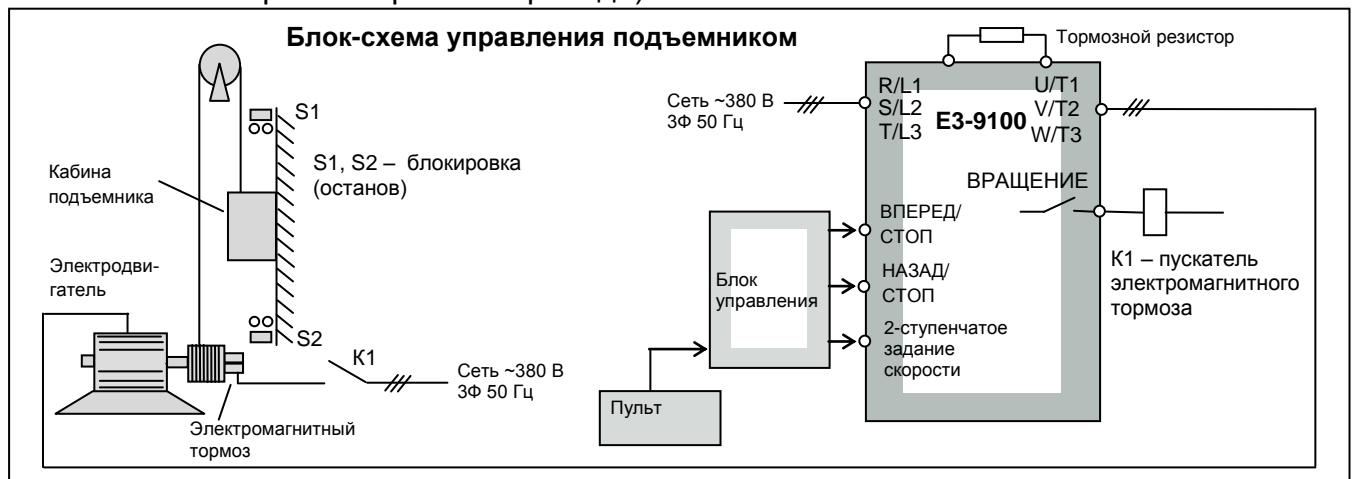 Блок-схема управления подъемником
S1
S1, S2 – блокировка
(останов)
Кабина
подъемника
Электродви-
гатель
S2
K1
Сеть ~380 В
3Ф 50 Гц
Электромагнитный
тормоз
Тормозной резистор
Сеть ~380 В
3Ф 50 Гц
R/L1
S/L2
T/L3
E3-9100
U/T1
V/T2
W/T3
ВРАЩЕНИЕ
ВПЕРЕД/
СТОП
НАЗАД/
СТОП
2-ступенчатое
задание
скорости
Блок
управления
Пульт
К1 – пускатель
электромагнитного
тормоза